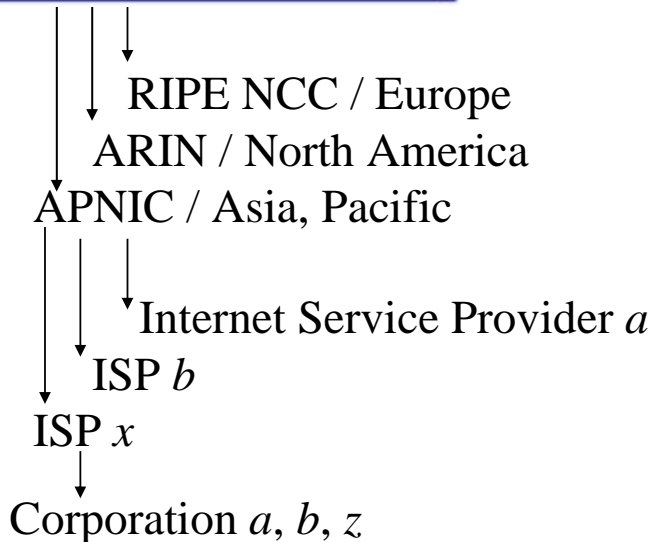 RIPE NCC / Europe
ARIN / North America
APNIC / Asia, Pacific
Internet Service Provider a
ISP b
ISP x
Corporation a, b, z